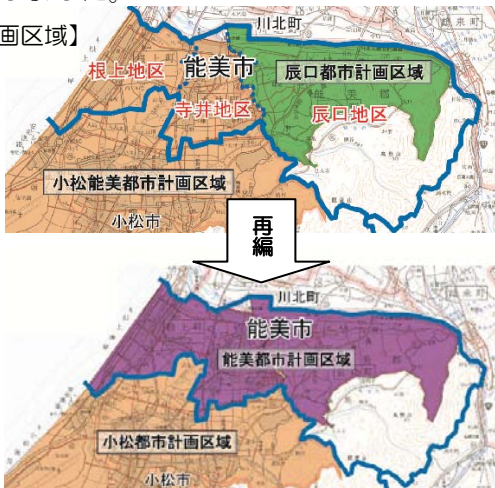 画区域】
川北町
能美市
辰口都市計画区域
根上地区
寺井地区
辰口地区
小松能美都市計画区域
小松市
再編
川北町
能美市
能美都市計画区域
小松都市計画区域
小松市